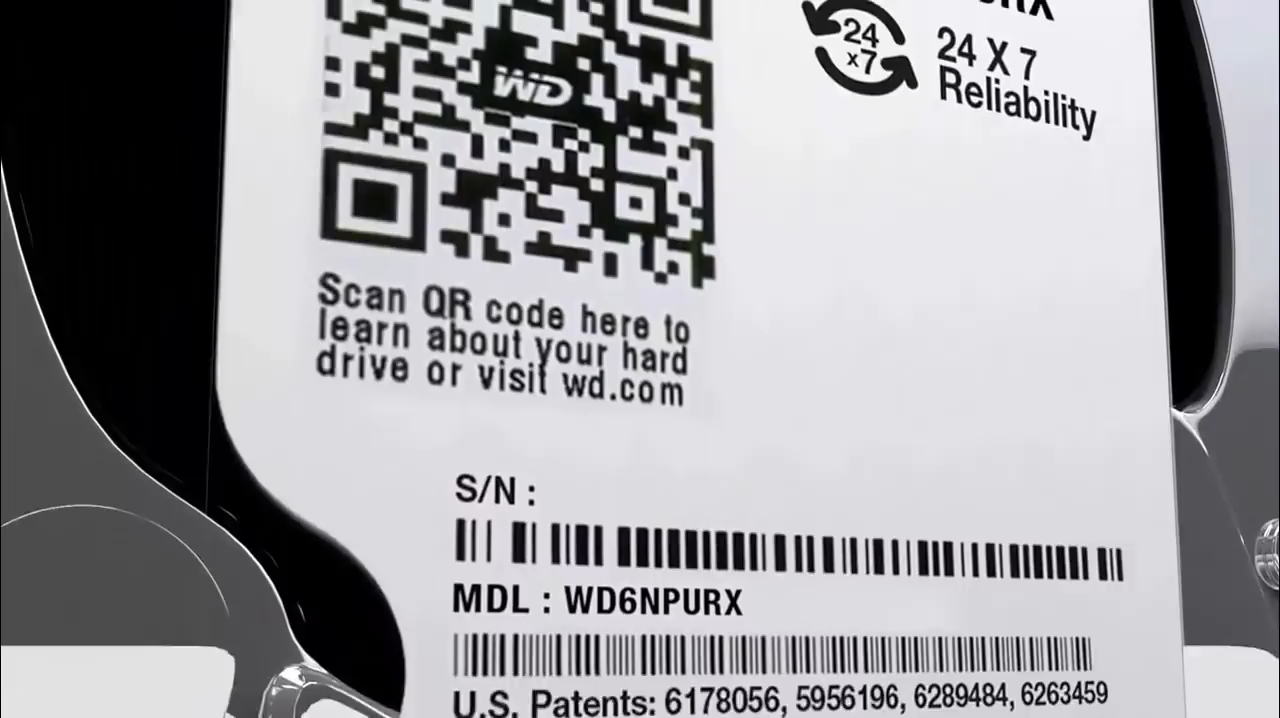 WD
24
x7
24 X 7
Reliability
Scan QR code here to
learn about your hard
drive or visit wd.com
S/N :
MDL : WD6NPURX
U.S. Patents: 6178056, 5956196, 6289484, 6263459